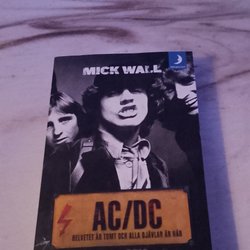 MICK WALL
AC/DC
HELVETET ÄR TOMT OCH ALLA DJÄVLAR ÄR HÄR